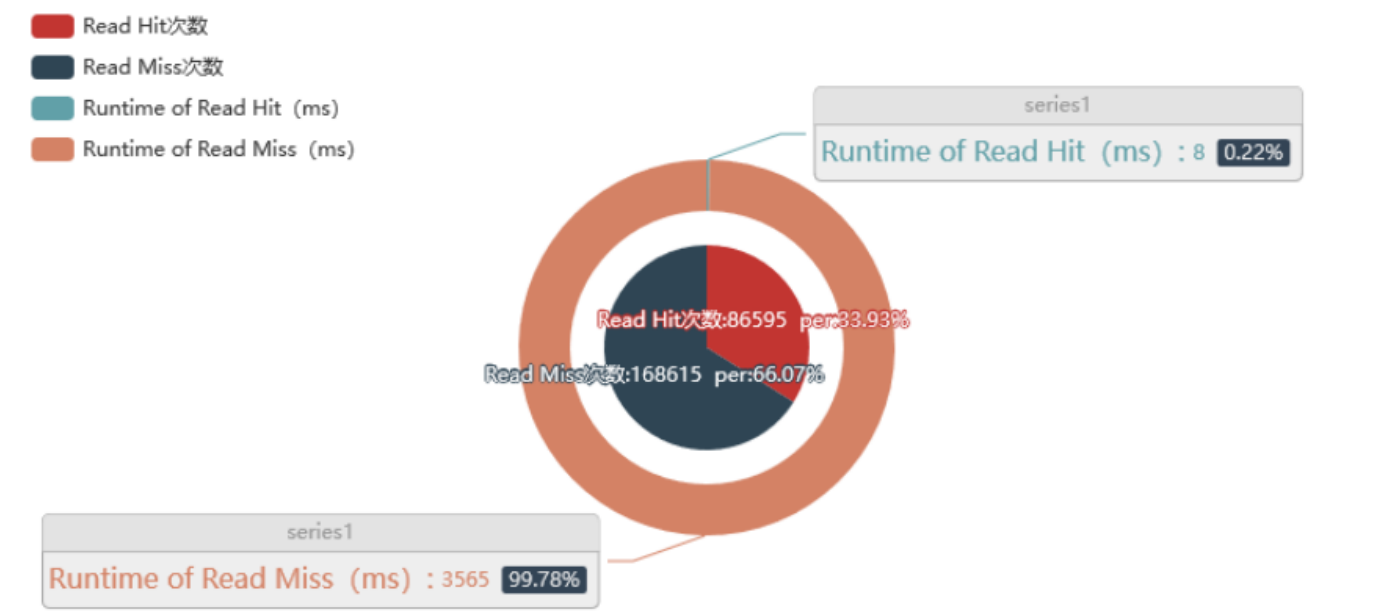 Read Hit次数
Read Miss次数
Runtime of Read Hit（ms）
Runtime of Read Miss（ms）
series1
Runtime of Read Hit（ms）: 8 0.22%
Read Hit次数:86595 per:33.93%
Read Miss次数:168615 per:66.07%
series1
Runtime of Read Miss（ms）: 3565 99.78%